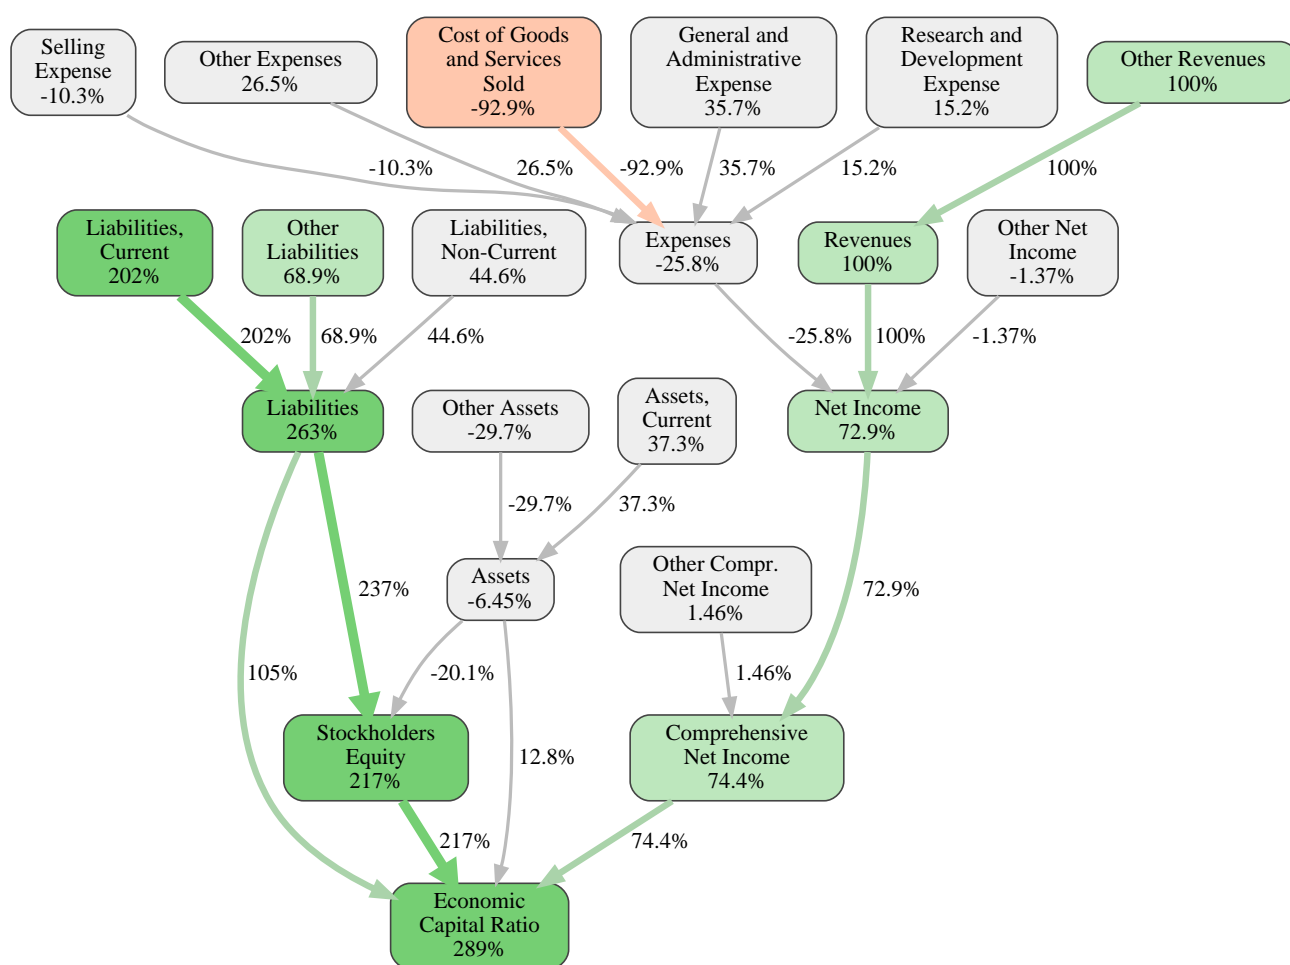 Selling
Expense
-10.3%
Other Expenses
26.5%
Cost of Goods
and Services
Sold
-92.9%
General and
Administrative
Expense
35.7%
Research and
Development
Expense
15.2%
Other Revenues
100%
-10.3%
26.5%
-92.9%
35.7%
15.2%
100%
Liabilities,
Current
202%
Other
Liabilities
68.9%
Liabilities,
Non-Current
44.6%
Expenses
-25.8%
Revenues
100%
Other Net
Income
-1.37%
202%
68.9%
44.6%
-25.8%
100%
-1.37%
Liabilities
263%
Other Assets
-29.7%
Assets,
Current
37.3%
Net Income
72.9%
-29.7%
37.3%
Assets
-6.45%
Other Compr.
Net Income
1.46%
237%
72.9%
105%
-20.1%
1.46%
Stockholders
Equity
217%
12.8%
Comprehensive
Net Income
74.4%
217%
74.4%
Economic
Capital Ratio
289%